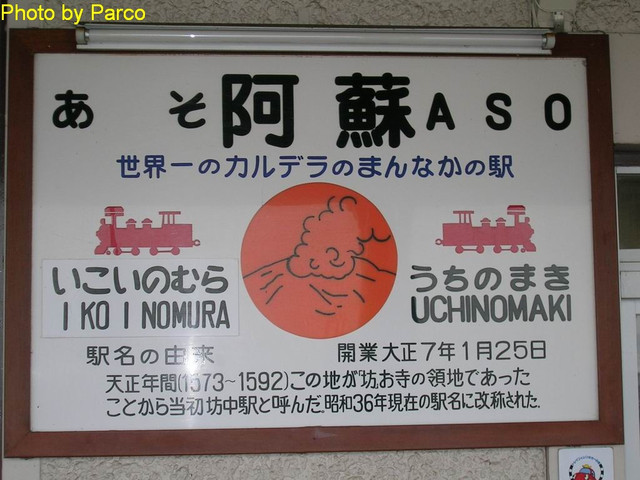 Photo by Parco
あそ 阿蘇 ASO
世界一のカルデラのまんなかの駅
いこいのむら
IKOINOMURA
うちのまき
UCHINOMAKI
駅名の由来
開業大正7年1月25日
天正年間(1573～1592)この地が「坊」お寺の領地であった
ことから当初坊中駅と呼んだ.昭和36年現在の駅名に改称された.